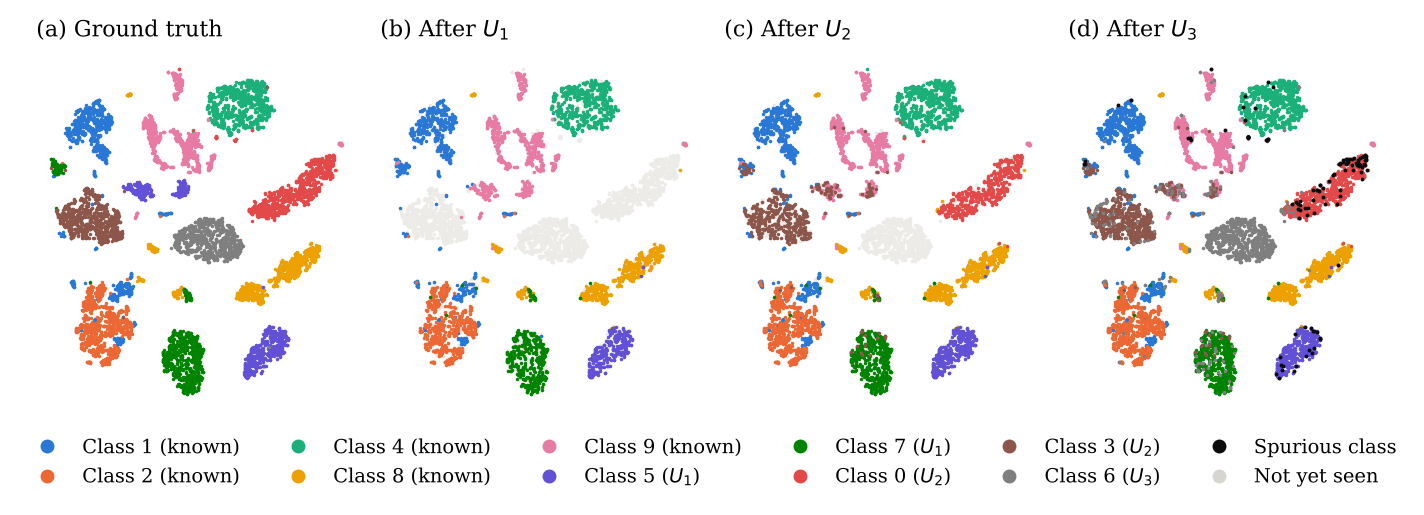 (a) Ground truth (b) After U₁ (c) After U₂ (d) After U₃
Class 1 (known) Class 4 (known) Class 9 (known) Class 7 (U₁) Class 3 (U₂) Spurious class
Class 2 (known) Class 8 (known) Class 5 (U₁) Class 0 (U₂) Class 6 (U₃) Not yet seen